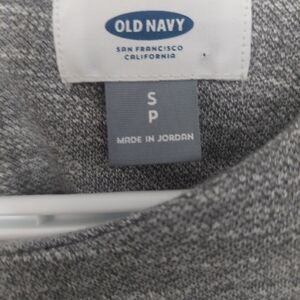 OLD NAVY
SAN FRANCISCO
CALIFORNIA
S
P
MADE IN JORDAN